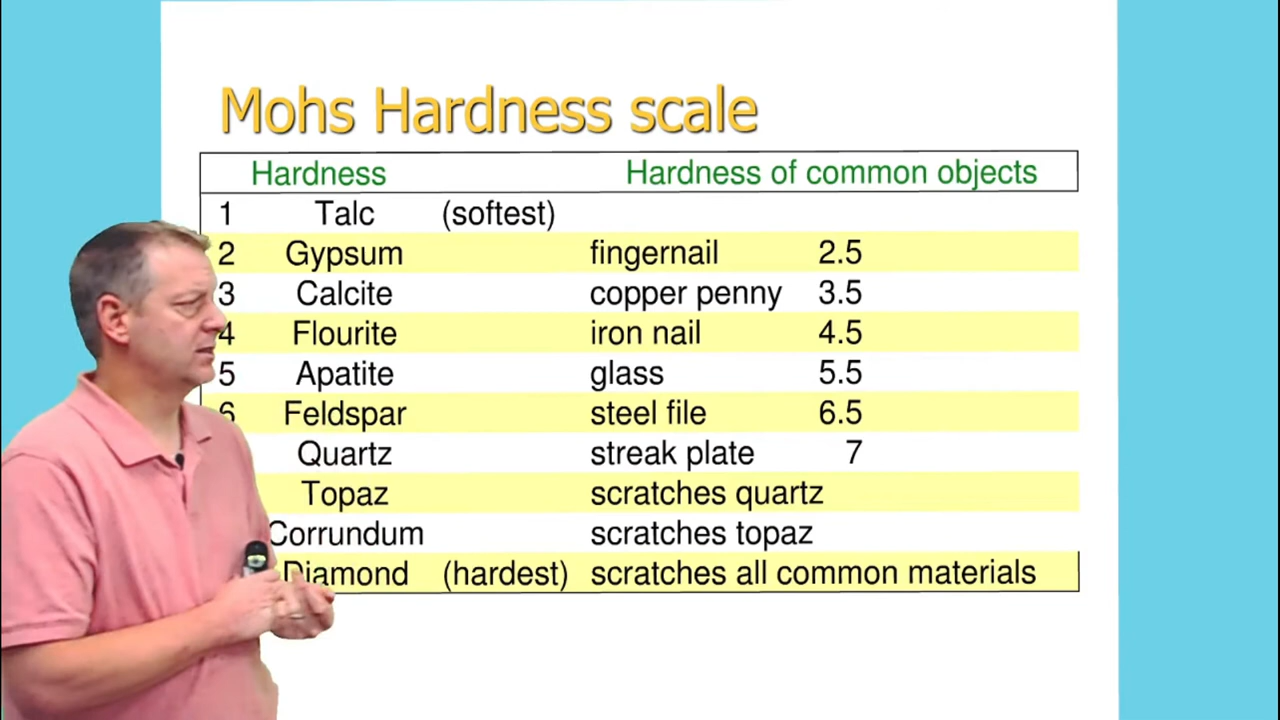 Mohs Hardness scale
Hardness Hardness of common objects
1 Talc (softest)
2 Gypsum fingernail 2.5
3 Calcite copper penny 3.5
4 Flourite iron nail 4.5
5 Apatite glass 5.5
6 Feldspar steel file 6.5
Quartz streak plate 7
Topaz scratches quartz
Corrundum scratches topaz
Diamond (hardest) scratches all common materials